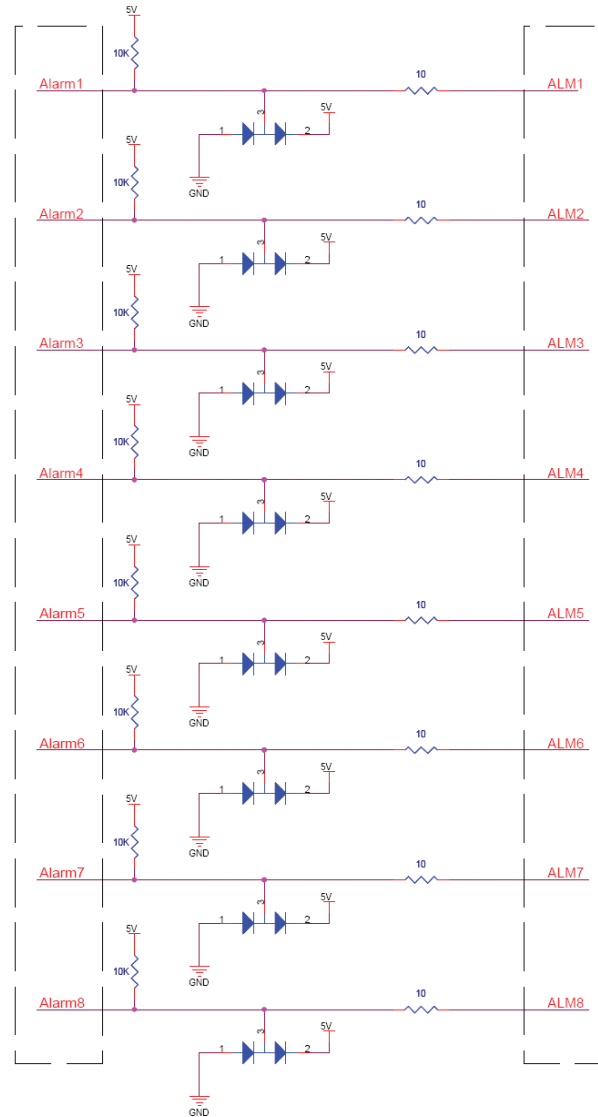 5V
10K
Alarm1 10 ALM1
3 5V
1 2
GND
5V
10K
Alarm2 10 ALM2
3 5V
1 2
GND
5V
10K
Alarm3 10 ALM3
3 5V
1 2
GND
5V
10K
Alarm4 10 ALM4
3 5V
1 2
GND
5V
10K
Alarm5 10 ALM5
3 5V
1 2
GND
5V
10K
Alarm6 10 ALM6
3 5V
1 2
GND
5V
10K
Alarm7 10 ALM7
3 5V
1 2
GND
5V
10K
Alarm8 10 ALM8
3 5V
1 2
GND